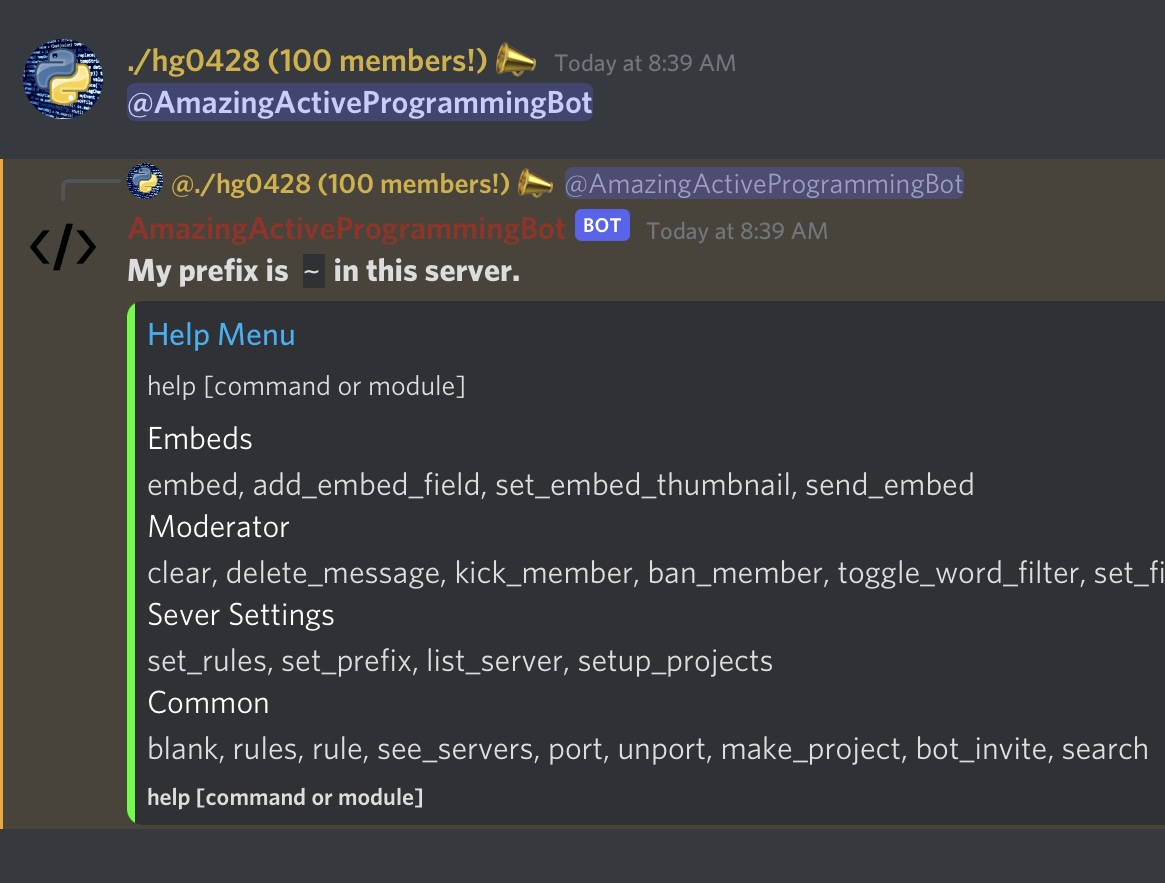 ./hg0428 (100 members!) Today at 8:39 AM
@AmazingActiveProgrammingBot
@./hg0428 (100 members!) @AmazingActiveProgrammingBot
AmazingActiveProgrammingBot BOT Today at 8:39 AM
My prefix is ~ in this server.
Help Menu
help [command or module]
Embeds
embed, add_embed_field, set_embed_thumbnail, send_embed
Moderator
clear, delete_message, kick_member, ban_member, toggle_word_filter, set_fi
Sever Settings
set_rules, set_prefix, list_server, setup_projects
Common
blank, rules, rule, see_servers, port, unport, make_project, bot_invite, search
help [command or module]